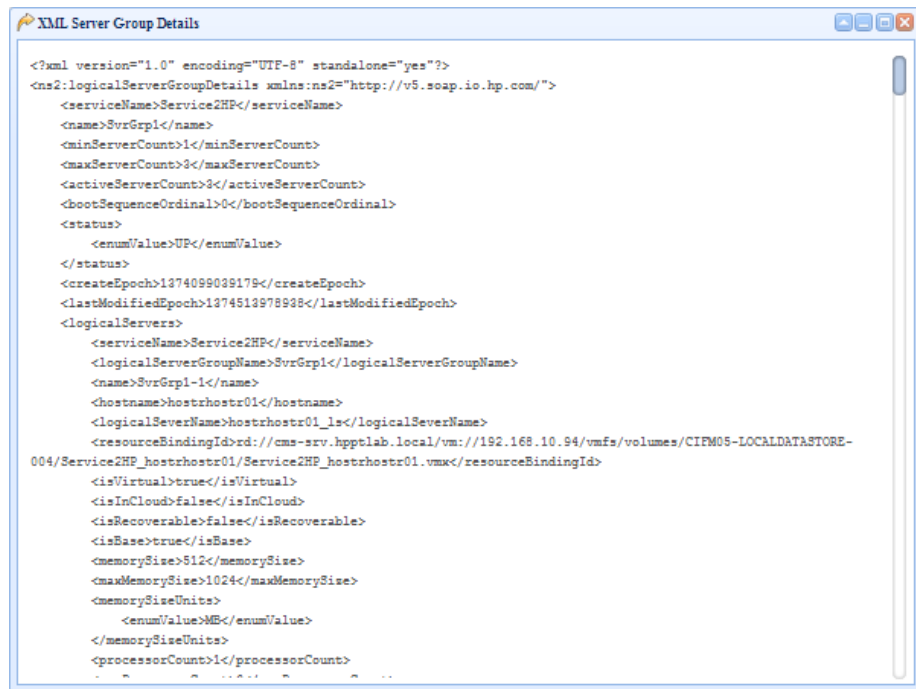 XML Server Group Details
<?xml version="1.0" encoding="UTF-8" standalone="yes"?>
<ns2:logicalServerGroupDetails xmlns:ns2="http://v5.soap.io.hp.com/">
<serviceName>Service2HP</serviceName>
<name>SvrGrp1</name>
<minServerCount>1</minServerCount>
<maxServerCount>3</maxServerCount>
<activeServerCount>3</activeServerCount>
<bootSequenceOrdinal>0</bootSequenceOrdinal>
<status>
<enumValue>UP</enumValue>
</status>
<createEpoch>1374099039179</createEpoch>
<lastModifiedEpoch>1374513978938</lastModifiedEpoch>
<logicalServers>
<serviceName>Service2HP</serviceName>
<logicalServerGroupName>SvrGrp1</logicalServerGroupName>
<name>SvrGrp1-1</name>
<hostname>hostrhostr01</hostname>
<logicalSeverName>hostrhostr01_ls</logicalSeverName>
<resourceBindingId>rd://cms-srv.hpptlab.local/vm://192.168.10.94/vmfs/volumes/CIFM05-LOCALDATASTORE-
004/Service2HP_hostrhostr01/Service2HP_hostrhostr01.vmx</resourceBindingId>
<isVirtual>true</isVirtual>
<isInCloud>false</isInCloud>
<isRecoverable>false</isRecoverable>
<isBase>true</isBase>
<memorySize>512</memorySize>
<maxMemorySize>1024</maxMemorySize>
<memorySizeUnits>
<enumValue>MB</enumValue>
</memorySizeUnits>
<processorCount>1</processorCount>